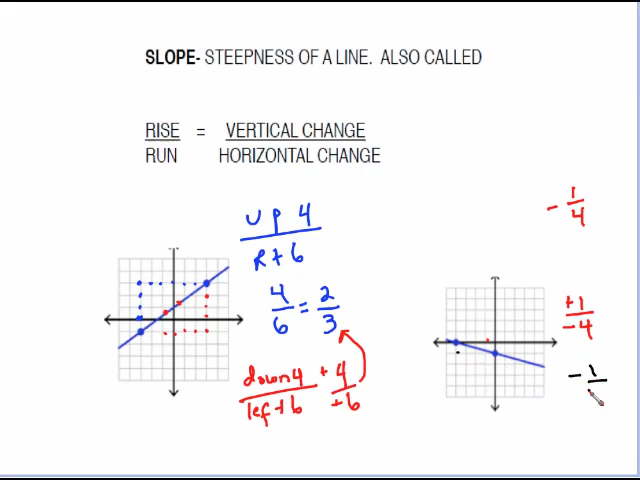 SLOPE- STEEPNESS OF A LINE. ALSO CALLED
RISE = VERTICAL CHANGE
RUN HORIZONTAL CHANGE
UP 4
Rt 6
4/6 = 2/3
down 4 + 4
left 6 + 6
- 1/4
+1
-4
- 1